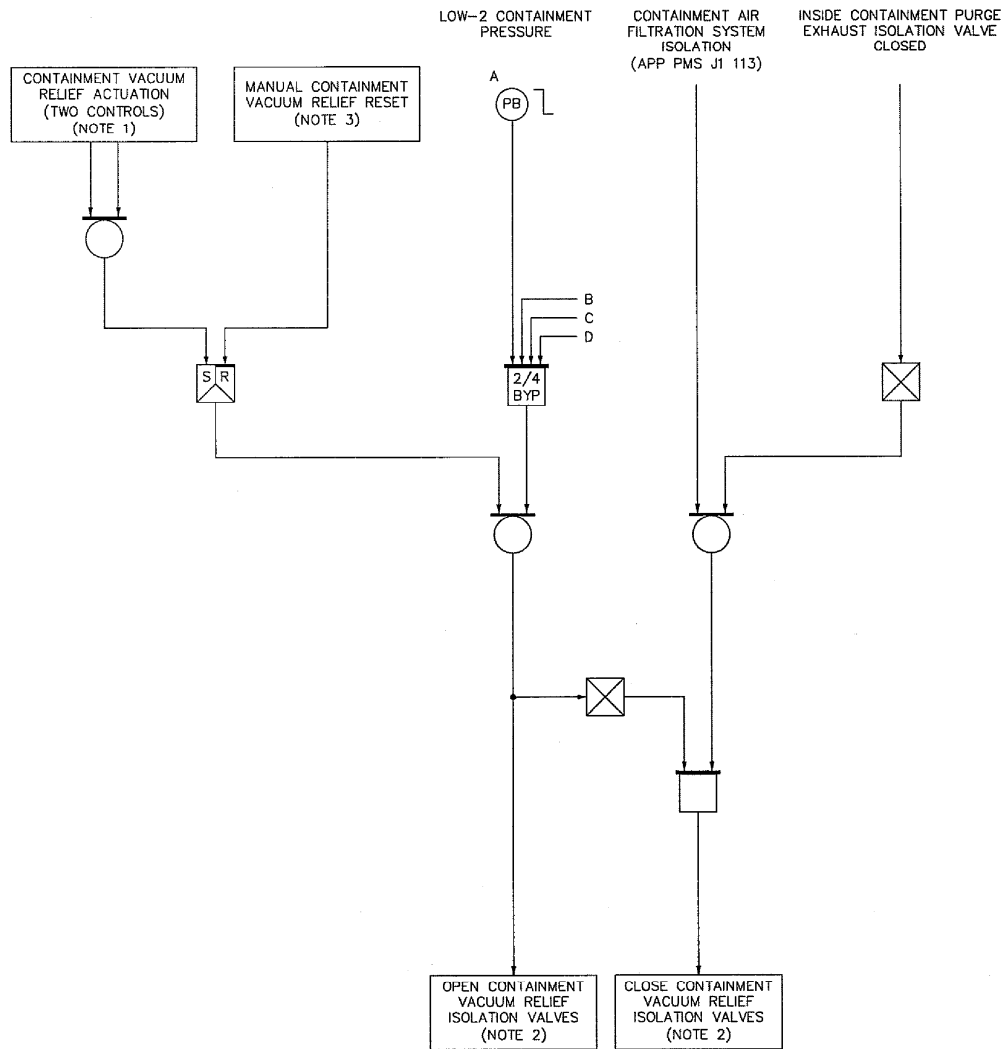 LOW-2 CONTAINMENT
PRESSURE
CONTAINMENT AIR
FILTRATION SYSTEM
ISOLATION
(APP PMS J1 113)
INSIDE CONTAINMENT PURGE
EXHAUST ISOLATION VALVE
CLOSED
CONTAINMENT VACUUM
RELIEF ACTUATION
(TWO CONTROLS)
(NOTE 1)
MANUAL CONTAINMENT
VACUUM RELIEF RESET
(NOTE 3)
A
PB
B
C
D
S R
2/4
BYP
OPEN CONTAINMENT
VACUUM RELIEF
ISOLATION VALVES
(NOTE 2)
CLOSE CONTAINMENT
VACUUM RELIEF
ISOLATION VALVES
(NOTE 2)